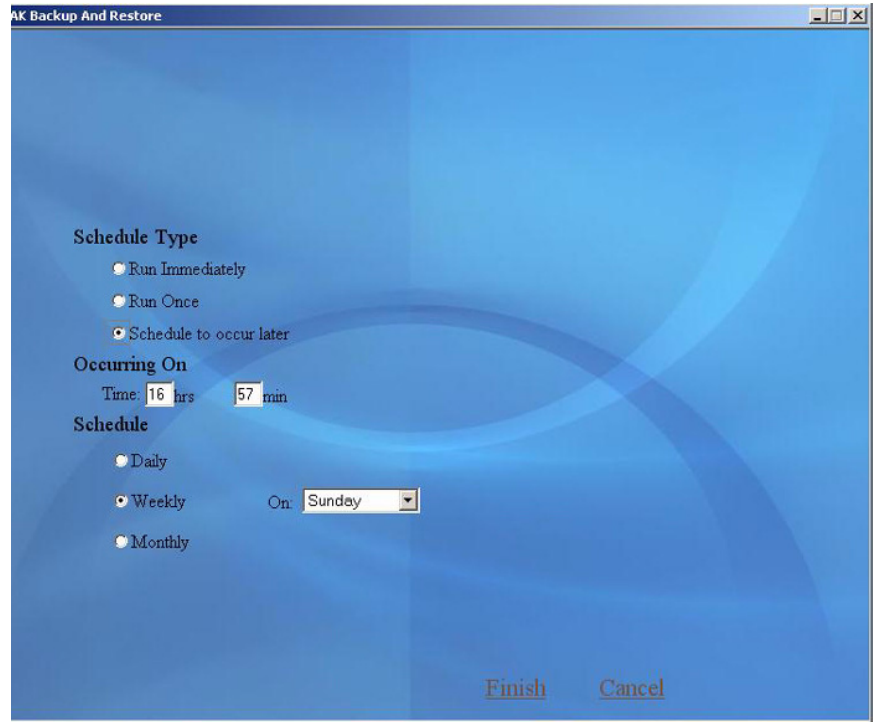 AK Backup And Restore
Schedule Type
Run Immediately
Run Once
Schedule to occur later
Occurring On
Time: 16 hrs 57 min
Schedule
Daily
Weekly On: Sunday
Monthly
Finish Cancel